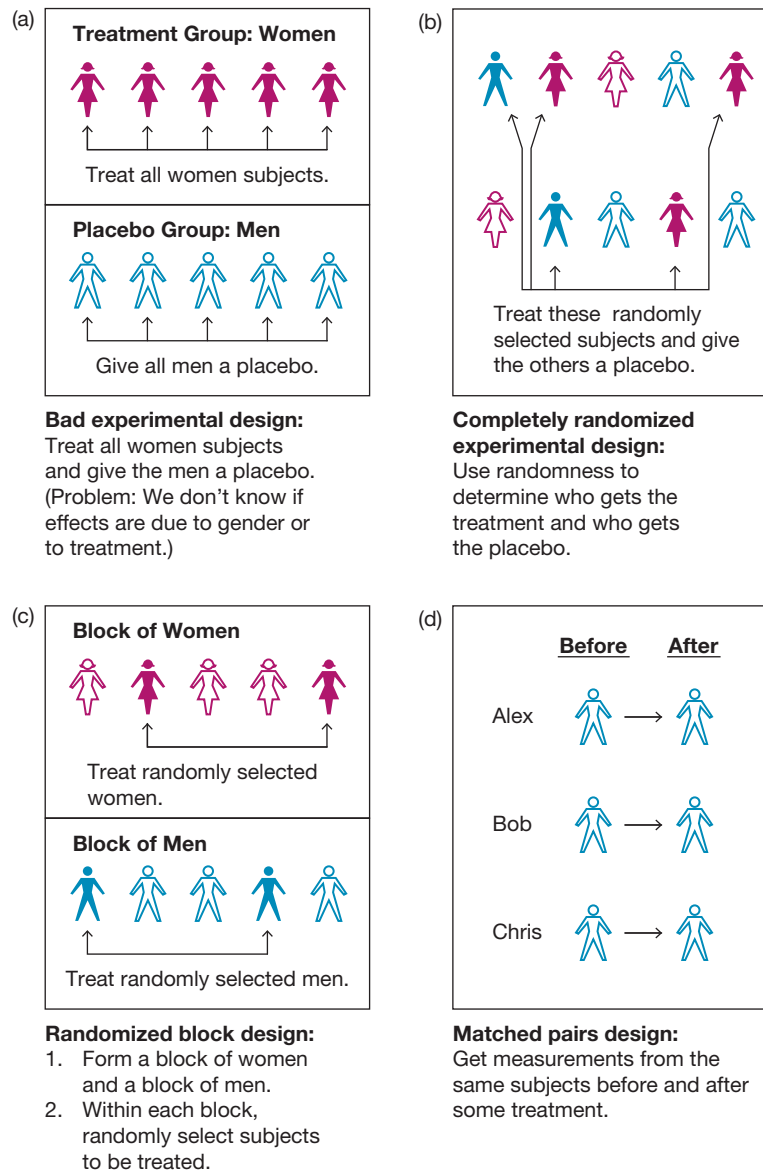 (a)
Treatment Group: Women
Treat all women subjects.
Placebo Group: Men
Give all men a placebo.
Bad experimental design:
Treat all women subjects
and give the men a placebo.
(Problem: We don’t know if
effects are due to gender or
to treatment.)
(b)
Treat these randomly
selected subjects and give
the others a placebo.
Completely randomized
experimental design:
Use randomness to
determine who gets the
treatment and who gets
the placebo.
(c)
Block of Women
Treat randomly selected
women.
Block of Men
Treat randomly selected men.
Randomized block design:
1. Form a block of women
and a block of men.
2. Within each block,
randomly select subjects
to be treated.
(d)
Before After
Alex
Bob
Chris
Matched pairs design:
Get measurements from the
same subjects before and after
some treatment.